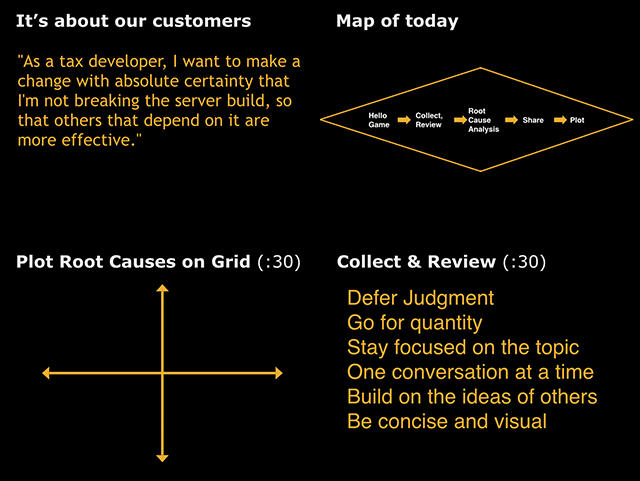 It's about our customers
"As a tax developer, I want to make a
change with absolute certainty that
I'm not breaking the server build, so
that others that depend on it are
more effective."
Map of today
Hello
Game
Collect,
Review
Root
Cause
Analysis
Share
Plot
Plot Root Causes on Grid (:30)
Collect & Review (:30)
Defer Judgment
Go for quantity
Stay focused on the topic
One conversation at a time
Build on the ideas of others
Be concise and visual